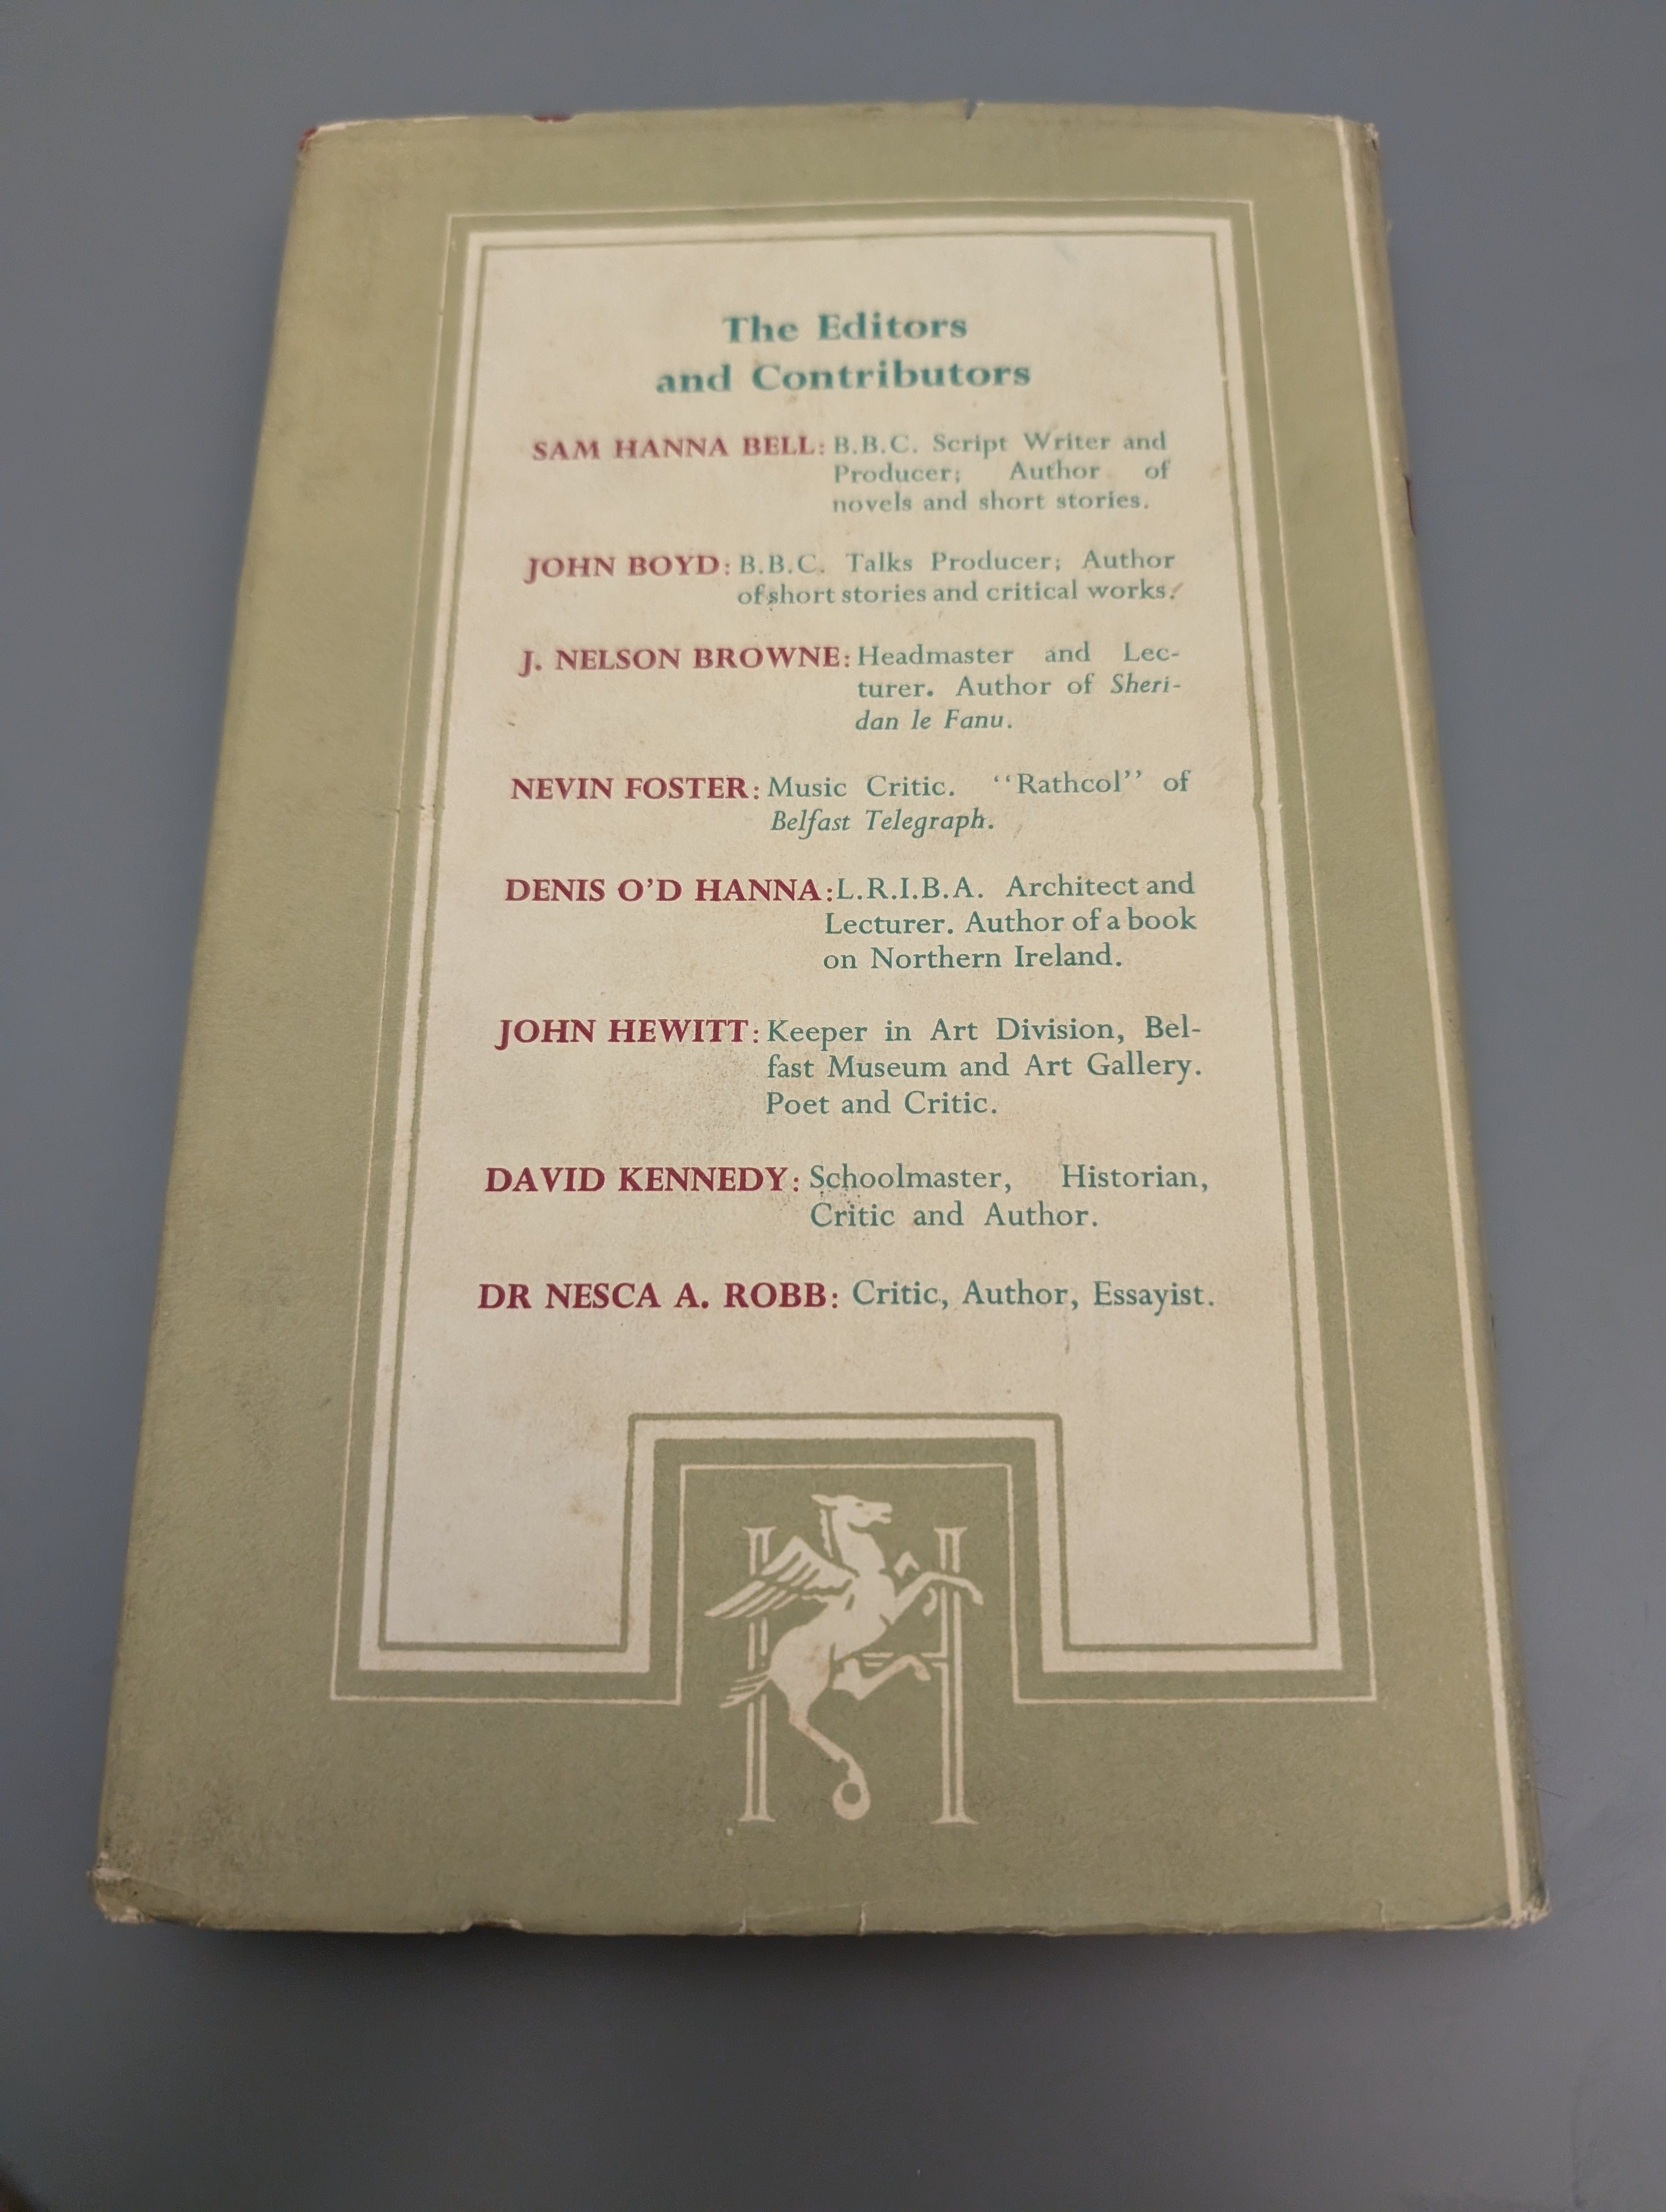 The Editors
and Contributors
SAM HANNA BELL: B.B.C. Script Writer and
Producer; Author of
novels and short stories.
JOHN BOYD: B.B.C. Talks Producer; Author
of short stories and critical works.
J. NELSON BROWNE: Headmaster and Lec-
turer. Author of Sheri-
dan le Fanu.
NEVIN FOSTER: Music Critic. "Rathcol" of
Belfast Telegraph.
DENIS O'D HANNA: L.R.I.B.A. Architect and
Lecturer. Author of a book
on Northern Ireland.
JOHN HEWITT: Keeper in Art Division, Bel-
fast Museum and Art Gallery.
Poet and Critic.
DAVID KENNEDY: Schoolmaster, Historian,
Critic and Author.
DR NESCA A. ROBB: Critic, Author, Essayist.
H